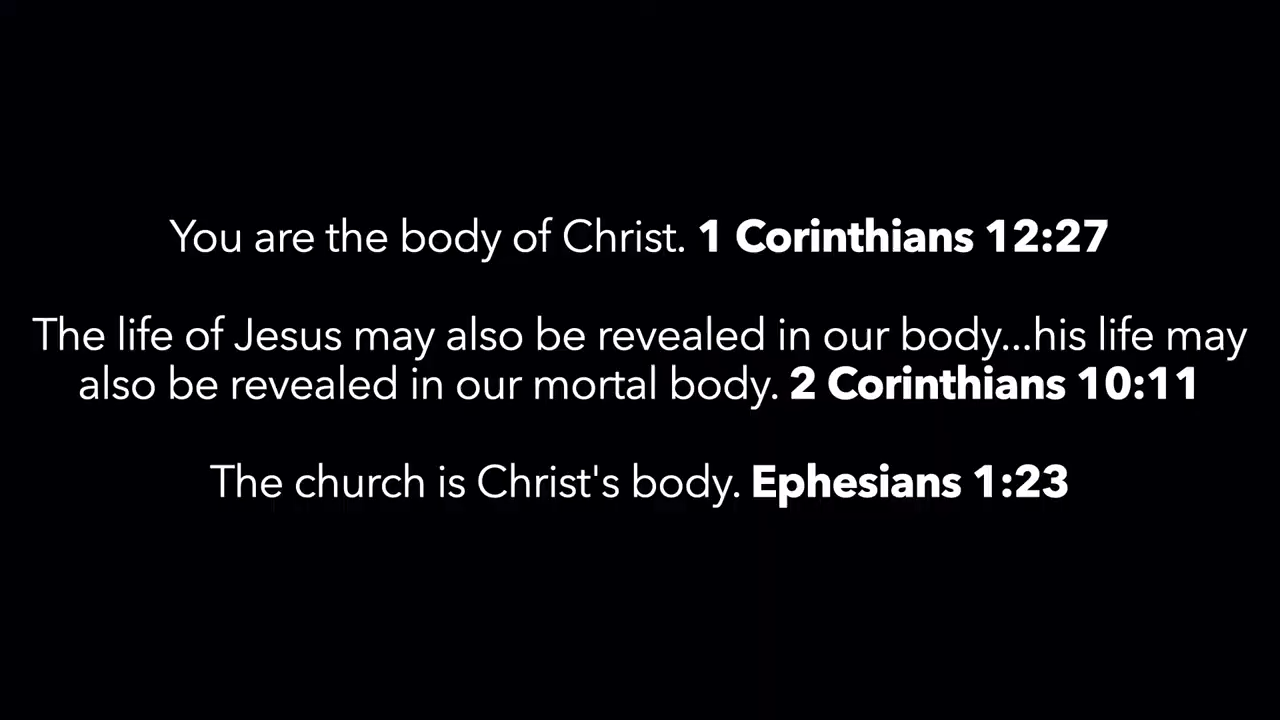 You are the body of Christ. 1 Corinthians 12:27
The life of Jesus may also be revealed in our body...his life may
also be revealed in our mortal body. 2 Corinthians 10:11
The church is Christ's body. Ephesians 1:23